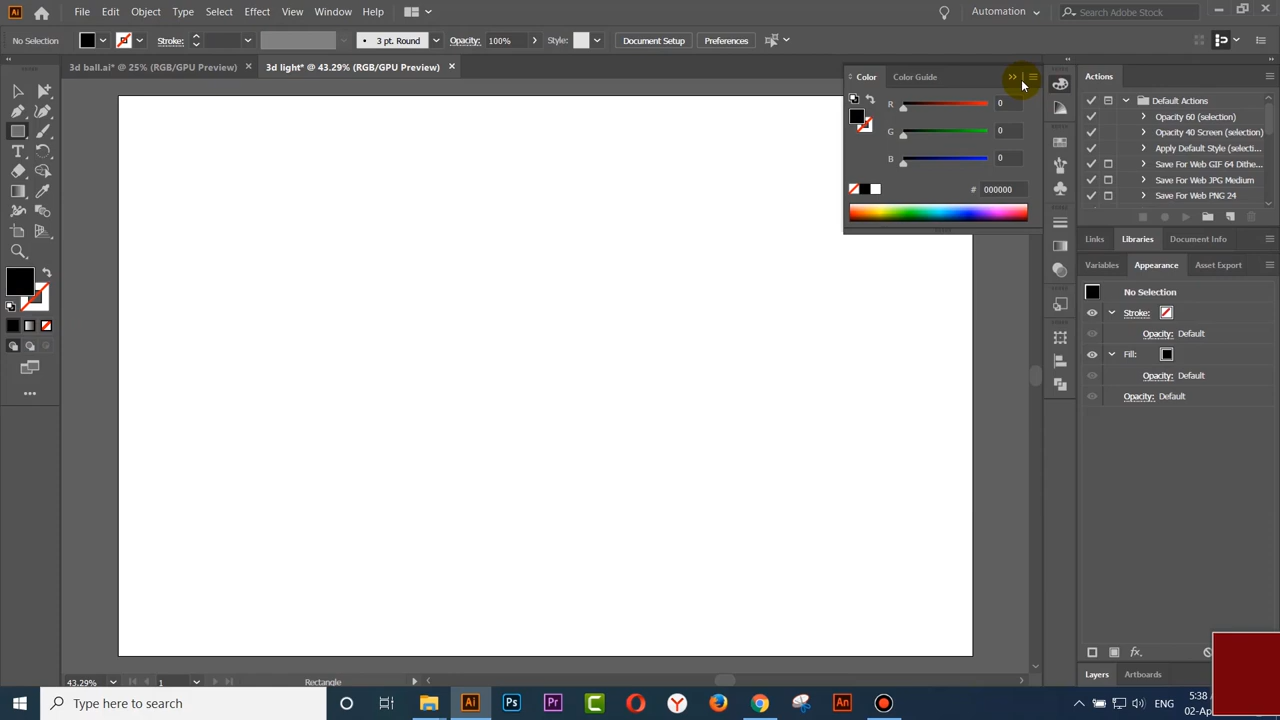 Ai File Edit Object Type Select Effect View Window Help Automation Search Adobe Stock
No Selection Stroke: 3 pt. Round Opacity: 100% Style: Document Setup Preferences
3d ball.ai* @ 25% (RGB/GPU Preview) × 3d light* @ 43.29% (RGB/GPU Preview) ×
Color Color Guide
R 0
G 0
B 0
# 000000
Actions
Default Actions
Opacity 60 (selection)
Opacity 40 Screen (selection)
Apply Default Style (selecti...
Save For Web GIF 64 Dithe...
Save For Web JPG Medium
Save For Web PNG 24
Links Libraries Document Info
Variables Appearance Asset Export
No Selection
Stroke:
Opacity: Default
Fill:
Opacity: Default
Opacity: Default
fx
Layers Artboards
43.29% 1 Rectangle
Type here to search Ai Ps Pr An ENG
5:38
02-Apr